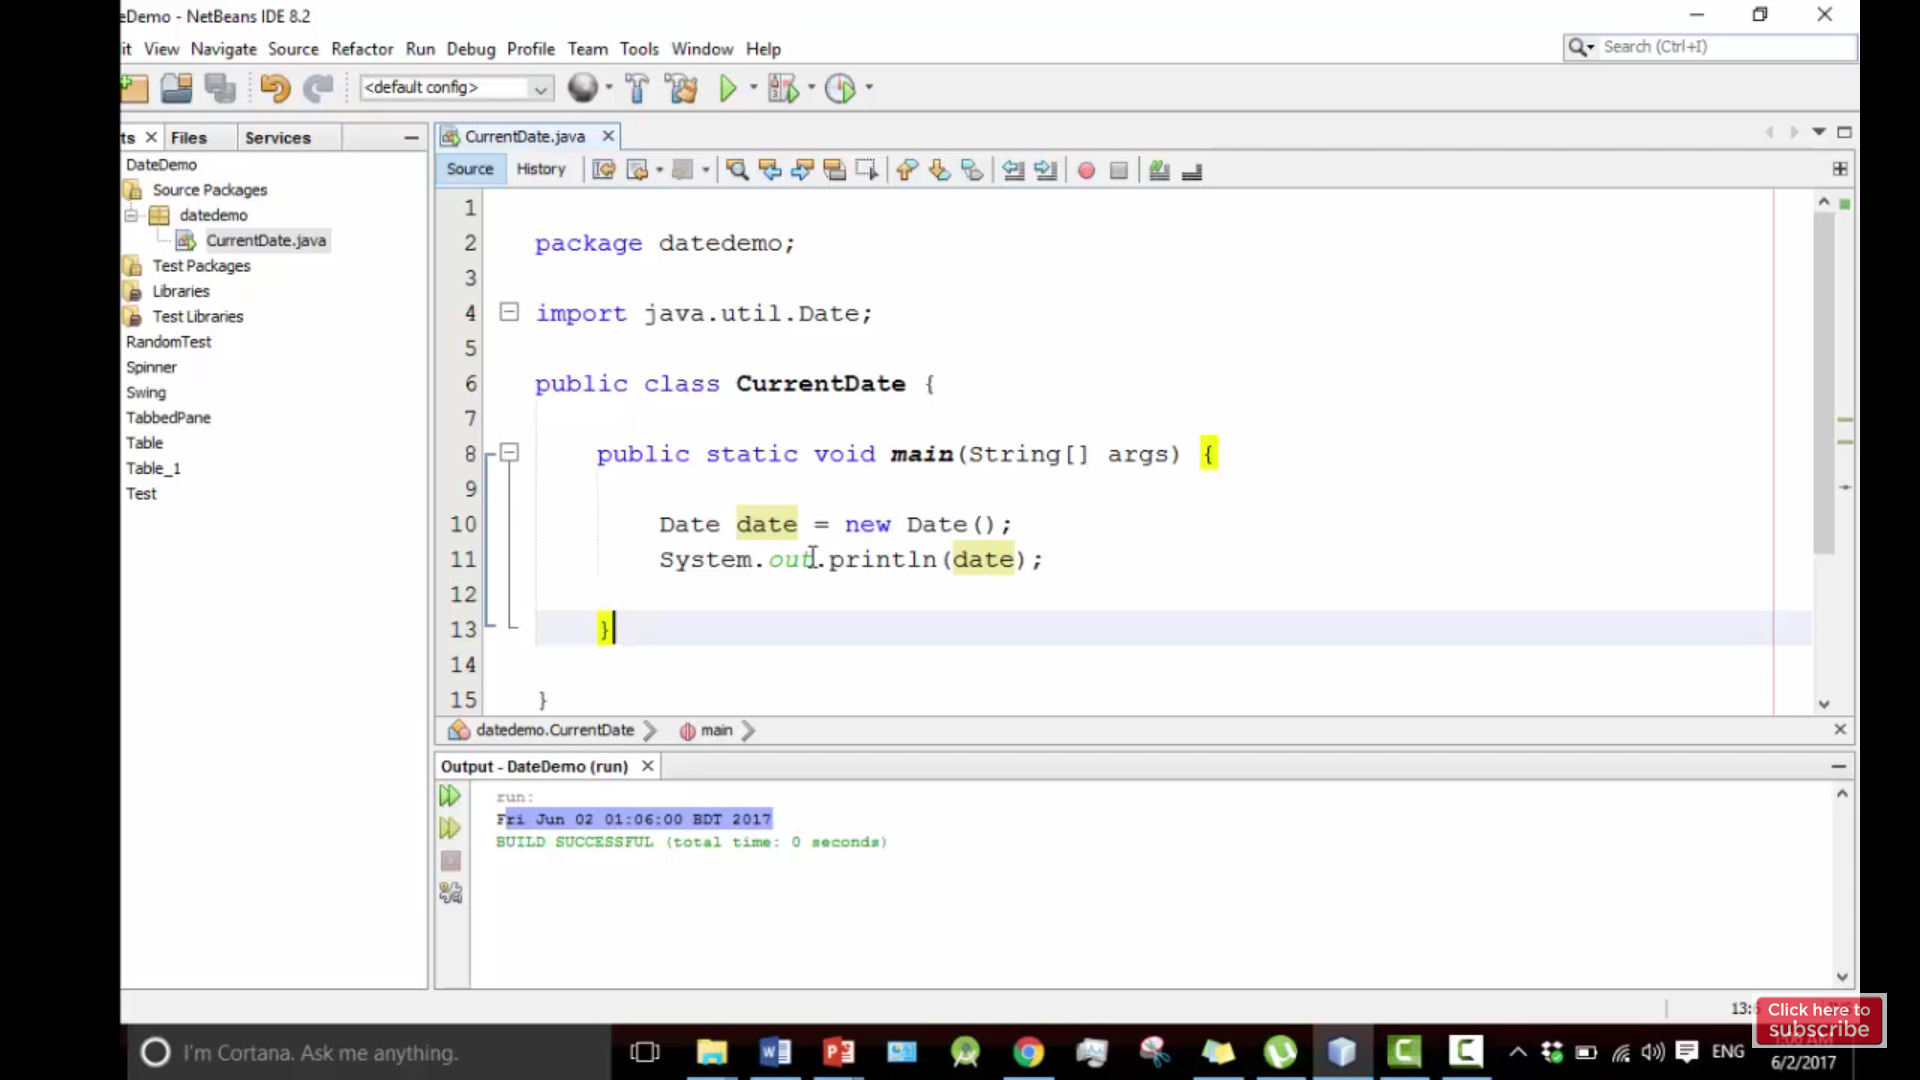 eDemo - NetBeans IDE 8.2
it View Navigate Source Refactor Run Debug Profile Team Tools Window Help
Search (Ctrl+I)
<default config>
ts Files Services
DateDemo
Source Packages
datedemo
CurrentDate.java
Test Packages
Libraries
Test Libraries
RandomTest
Spinner
Swing
TabbedPane
Table
Table_1
Test
CurrentDate.java
Source History
1
2 package datedemo;
3
4 import java.util.Date;
5
6 public class CurrentDate {
7
8 public static void main(String[] args) {
9
10 Date date = new Date();
11 System.out.println(date);
12
13 }
14
15 }
datedemo.CurrentDate main
Output - DateDemo (run)
run:
Fri Jun 02 01:06:00 BDT 2017
BUILD SUCCESSFUL (total time: 0 seconds)
13:
Click here to
subscribe
I'm Cortana. Ask me anything.
ENG
6/2/2017